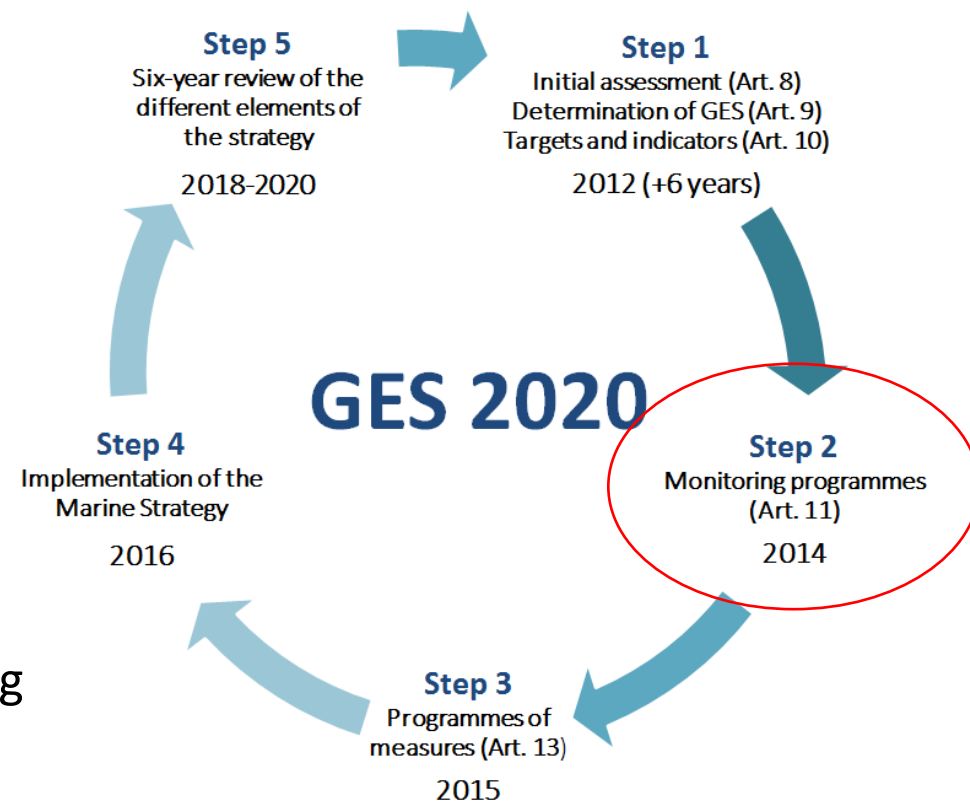 Step 5
Six-year review of the
different elements of
the strategy
2018-2020
Step 1
Initial assessment (Art. 8)
Determination of GES (Art. 9)
Targets and indicators (Art. 10)
2012 (+6 years)
GES 2020
Step 4
Implementation of the
Marine Strategy
2016
Step 2
Monitoring programmes
(Art. 11)
2014
g
Step 3
Programmes of
measures (Art. 13)
2015